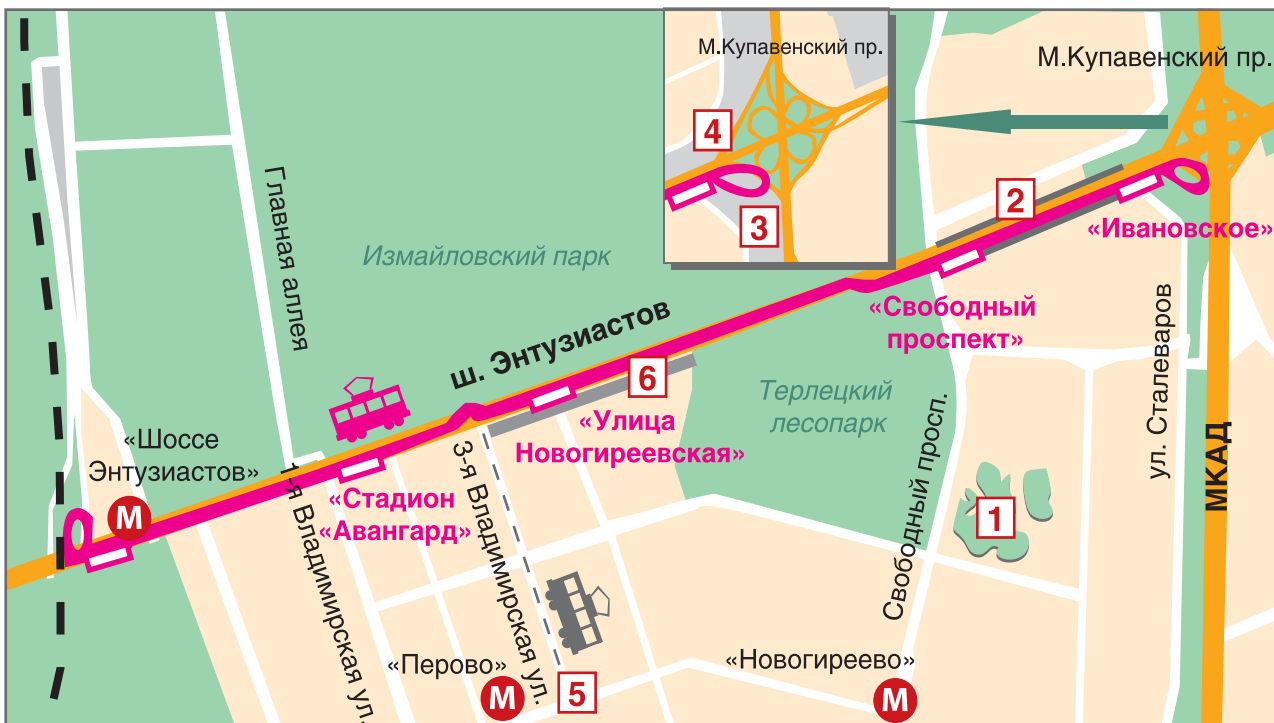 М.Купавенский пр.
М.Купавенский пр.
4
3
2
«Ивановское»
Главная аллея
Измайловский парк
ш. Энтузиастов
«Свободный
проспект»
6
Терлецкий
лесопарк
«Улица
Новогиреевская»
ул. Сталеваров
МКАД
«Шоссе
Энтузиастов»
М
«Стадион
«Авангард»
1-я Владимирская ул.
3-я Владимирская ул.
Свободный просп.
1
«Перово»
М
5
«Новогиреево»
М